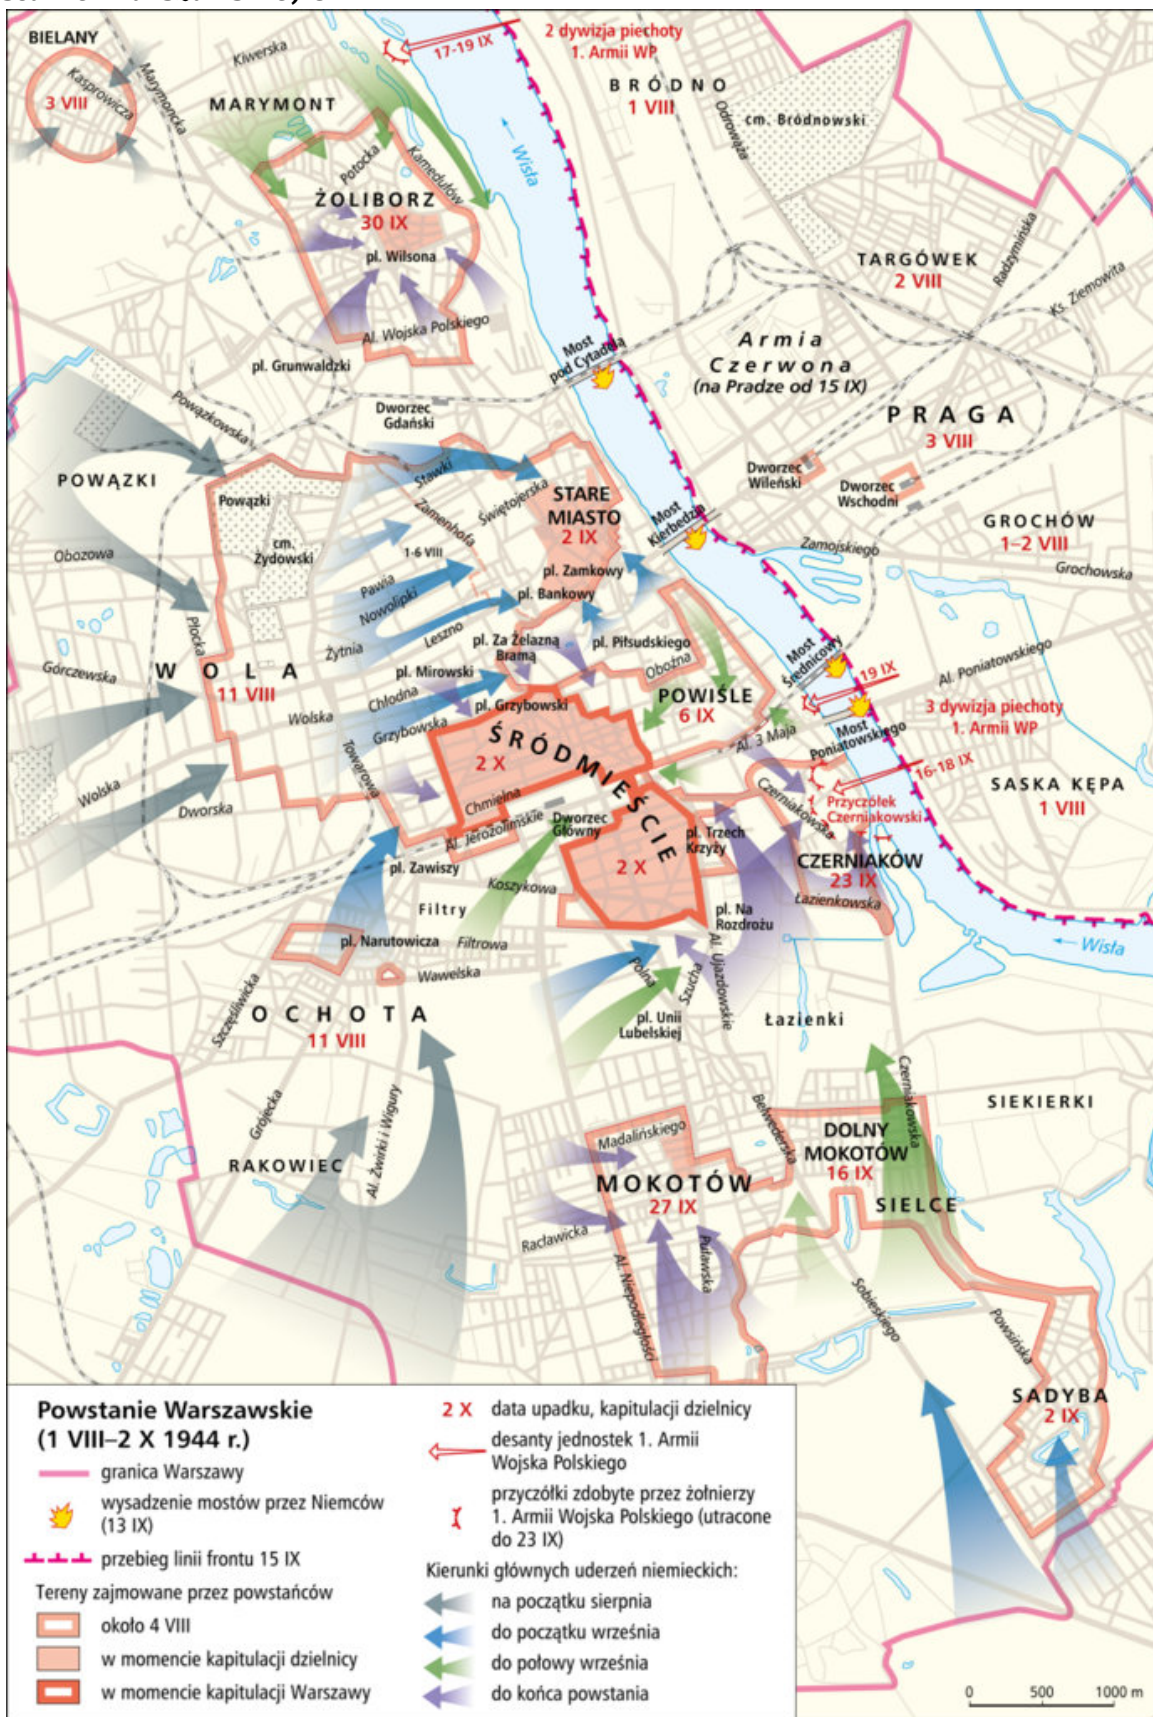 BIELANY
Kasprowicza
3 VIII
Marymoncka
Kiwerska
MARYMONT
17-19 IX
2 dywizja piechoty
1. Armii WP
BRÓDNO
1 VIII
Odrowąża
cm. Bródnowski
Wisła
Potocka
Kamedułów
ŻOLIBORZ
30 IX
pl. Wilsona
Al. Wojska Polskiego
pl. Grunwaldzki
TARGÓWEK
2 VIII
Radzymińska
Ks. Ziemowita
Most
pod Cytadelą
Armia
Czerwona
(na Pradze od 15 IX)
Dworzec
Gdański
Powązkowska
PRAGA
3 VIII
POWĄZKI
Powązki
Stawki
Zamenhofa
Świętojerska
STARE
MIASTO
2 IX
Dworzec
Wileński
Dworzec
Wschodni
Most
Kierbedzia
GROCHÓW
1–2 VIII
Zamojskiego
Grochowska
Obozowa
cm.
Żydowski
1-6 VIII
Pawia
Nowolipki
pl. Zamkowy
pl. Bankowy
Płocka
Żytnia
Leszno
pl. Za Żelazną
Bramą
pl. Piłsudskiego
Oboźna
Górczewska
WOLA
11 VIII
pl. Mirowski
Chłodna
Wolska
Grzybowska
pl. Grzybowski
POWIŚLE
6 IX
Most
Średnicowy
19 IX
Al. Poniatowskiego
3 dywizja piechoty
1. Armii WP
Most
Poniatowskiego
Al. 3 Maja
ŚRÓDMIEŚCIE
2 X
Towarowa
Wolska
Dworska
Chmielna
Al. Jerozolimskie
Dworzec
Główny
16-18 IX
Czerniakowska
Przyczółek
Czerniakowski
SASKA KĘPA
1 VIII
pl. Trzech
Krzyży
CZERNIAKÓW
23 IX
Łazienkowska
2 X
pl. Zawiszy
Koszykowa
Filtry
pl. Na
Rozdrożu
pl. Narutowicza
Filtrowa
Wawelska
Polna
Szucha
Al. Ujazdowskie
Wisła
Szczęśliwicka
OCHOTA
11 VIII
pl. Unii
Lubelskiej
Łazienki
Grójecka
Al. Żwirki i Wigury
RAKOWIEC
Belwederska
Czerniakowska
SIEKIERKI
Madalińskiego
DOLNY
MOKOTÓW
16 IX
MOKOTÓW
27 IX
SIELCE
Racławicka
Puławska
Al. Niepodległości
Sobieskiego
Powsińska
SADYBA
2 IX
Powstanie Warszawskie
(1 VIII–2 X 1944 r.)
granica Warszawy
wysadzenie mostów przez Niemców
(13 IX)
przebieg linii frontu 15 IX
Tereny zajmowane przez powstańców
około 4 VIII
w momencie kapitulacji dzielnicy
w momencie kapitulacji Warszawy
2 X data upadku, kapitulacji dzielnicy
desanty jednostek 1. Armii
Wojska Polskiego
przyczółki zdobyte przez żołnierzy
1. Armii Wojska Polskiego (utracone
do 23 IX)
Kierunki głównych uderzeń niemieckich:
na początku sierpnia
do początku września
do połowy września
do końca powstania
0 500 1000 m